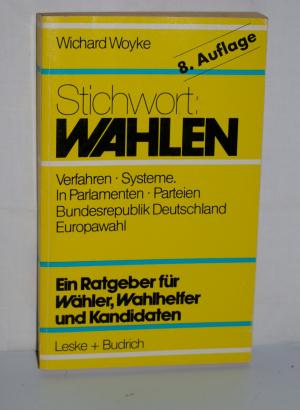 Wichard Woyke
8. Auflage
Stichwort:
WAHLEN
Verfahren · Systeme.
In Parlamenten · Parteien
Bundesrepublik Deutschland
Europawahl
Ein Ratgeber für
Wähler, Wahlhelfer
und Kandidaten
Leske + Budrich